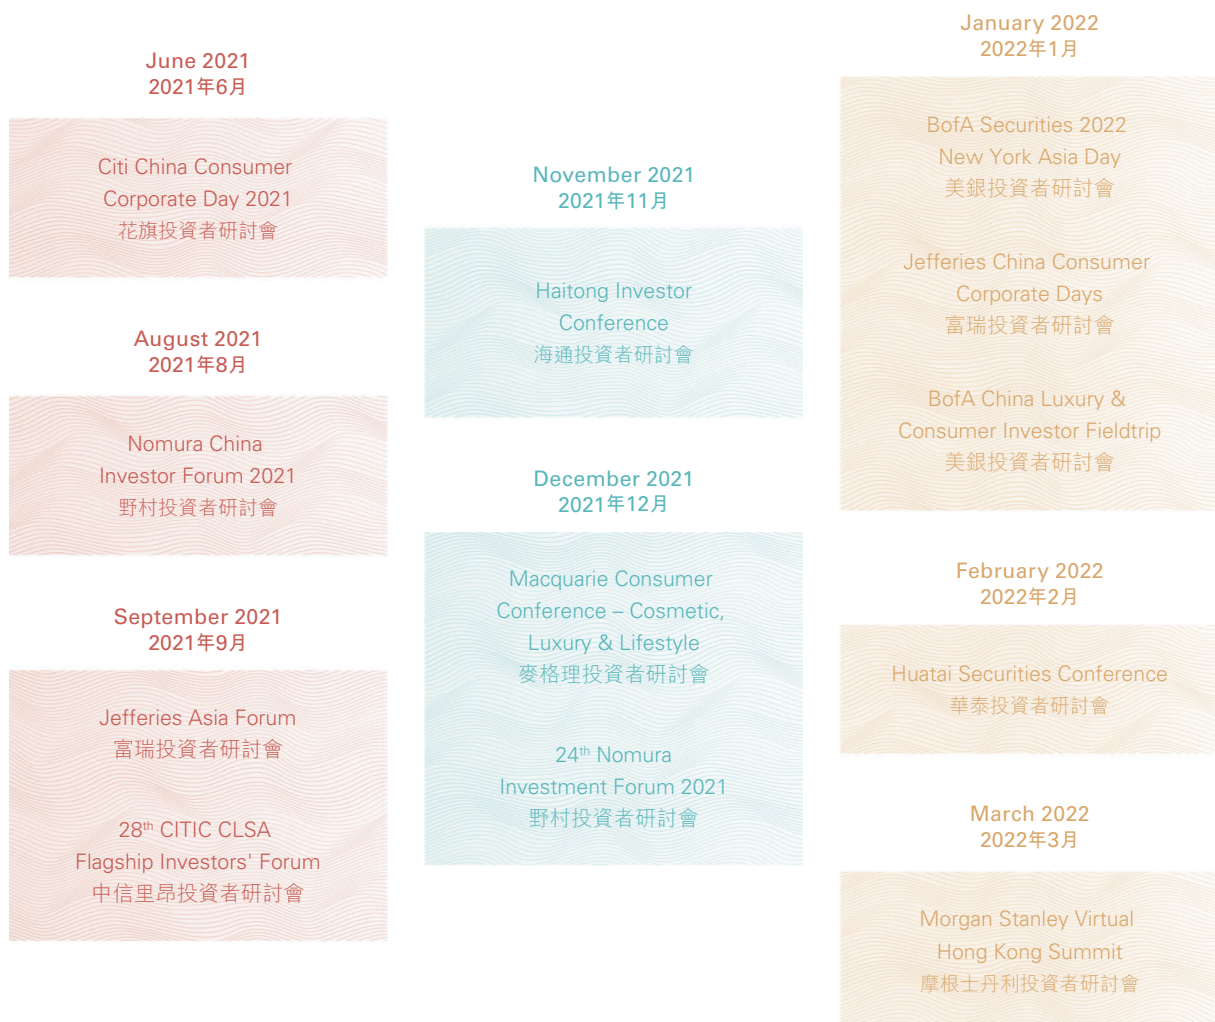 June 2021
2021年6月
Citi China Consumer
Corporate Day 2021
花旗投資者研討會
August 2021
2021年8月
Nomura China
Investor Forum 2021
野村投資者研討會
September 2021
2021年9月
Jefferies Asia Forum
富瑞投資者研討會
28th CITIC CLSA
Flagship Investors' Forum
中信里昂投資者研討會
November 2021
2021年11月
Haitong Investor
Conference
海通投資者研討會
December 2021
2021年12月
Macquarie Consumer
Conference – Cosmetic,
Luxury & Lifestyle
麥格理投資者研討會
24th Nomura
Investment Forum 2021
野村投資者研討會
January 2022
2022年1月
BofA Securities 2022
New York Asia Day
美銀投資者研討會
Jefferies China Consumer
Corporate Days
富瑞投資者研討會
BofA China Luxury &
Consumer Investor Fieldtrip
美銀投資者研討會
February 2022
2022年2月
Huatai Securities Conference
華泰投資者研討會
March 2022
2022年3月
Morgan Stanley Virtual
Hong Kong Summit
摩根士丹利投資者研討會